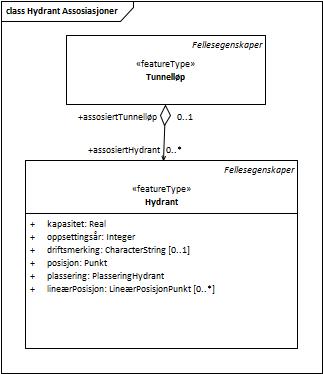 class Hydrant Assosiasjoner
Fellesegenskaper
«featureType»
Tunnelløp
+assosiertTunnelløp 0..1
+assosiertHydrant 0..*
Fellesegenskaper
«featureType»
Hydrant
+ kapasitet: Real
+ oppsettingsår: Integer
+ driftsmerking: CharacterString [0..1]
+ posisjon: Punkt
+ plassering: PlasseringHydrant
+ lineærPosisjon: LineærPosisjonPunkt [0..*]